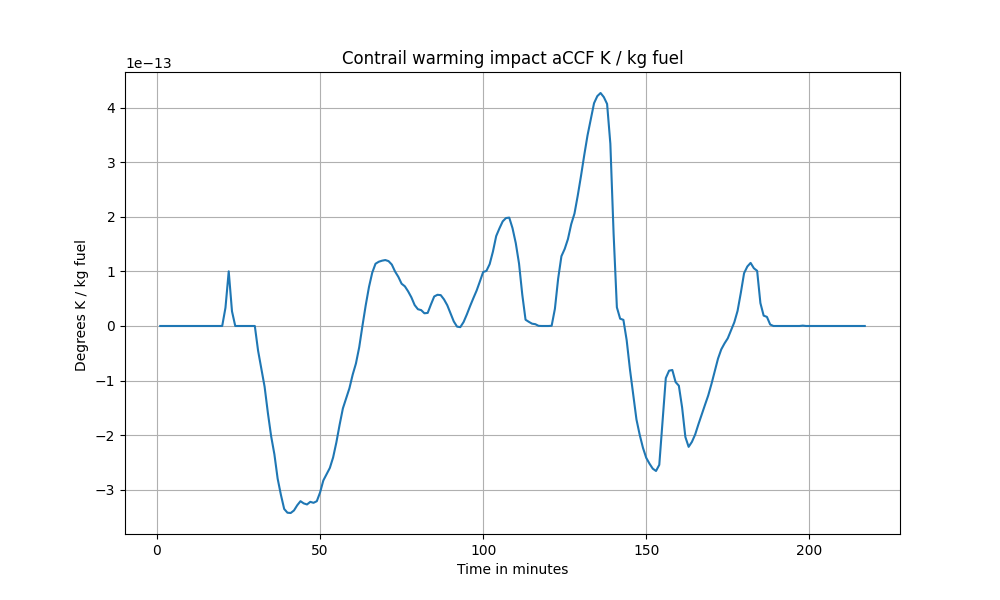 Contrail warming impact aCCF K / kg fuel
1e−13
4
3
2
1
0
−1
−2
−3
Degrees K / kg fuel
0 50 100 150 200
Time in minutes